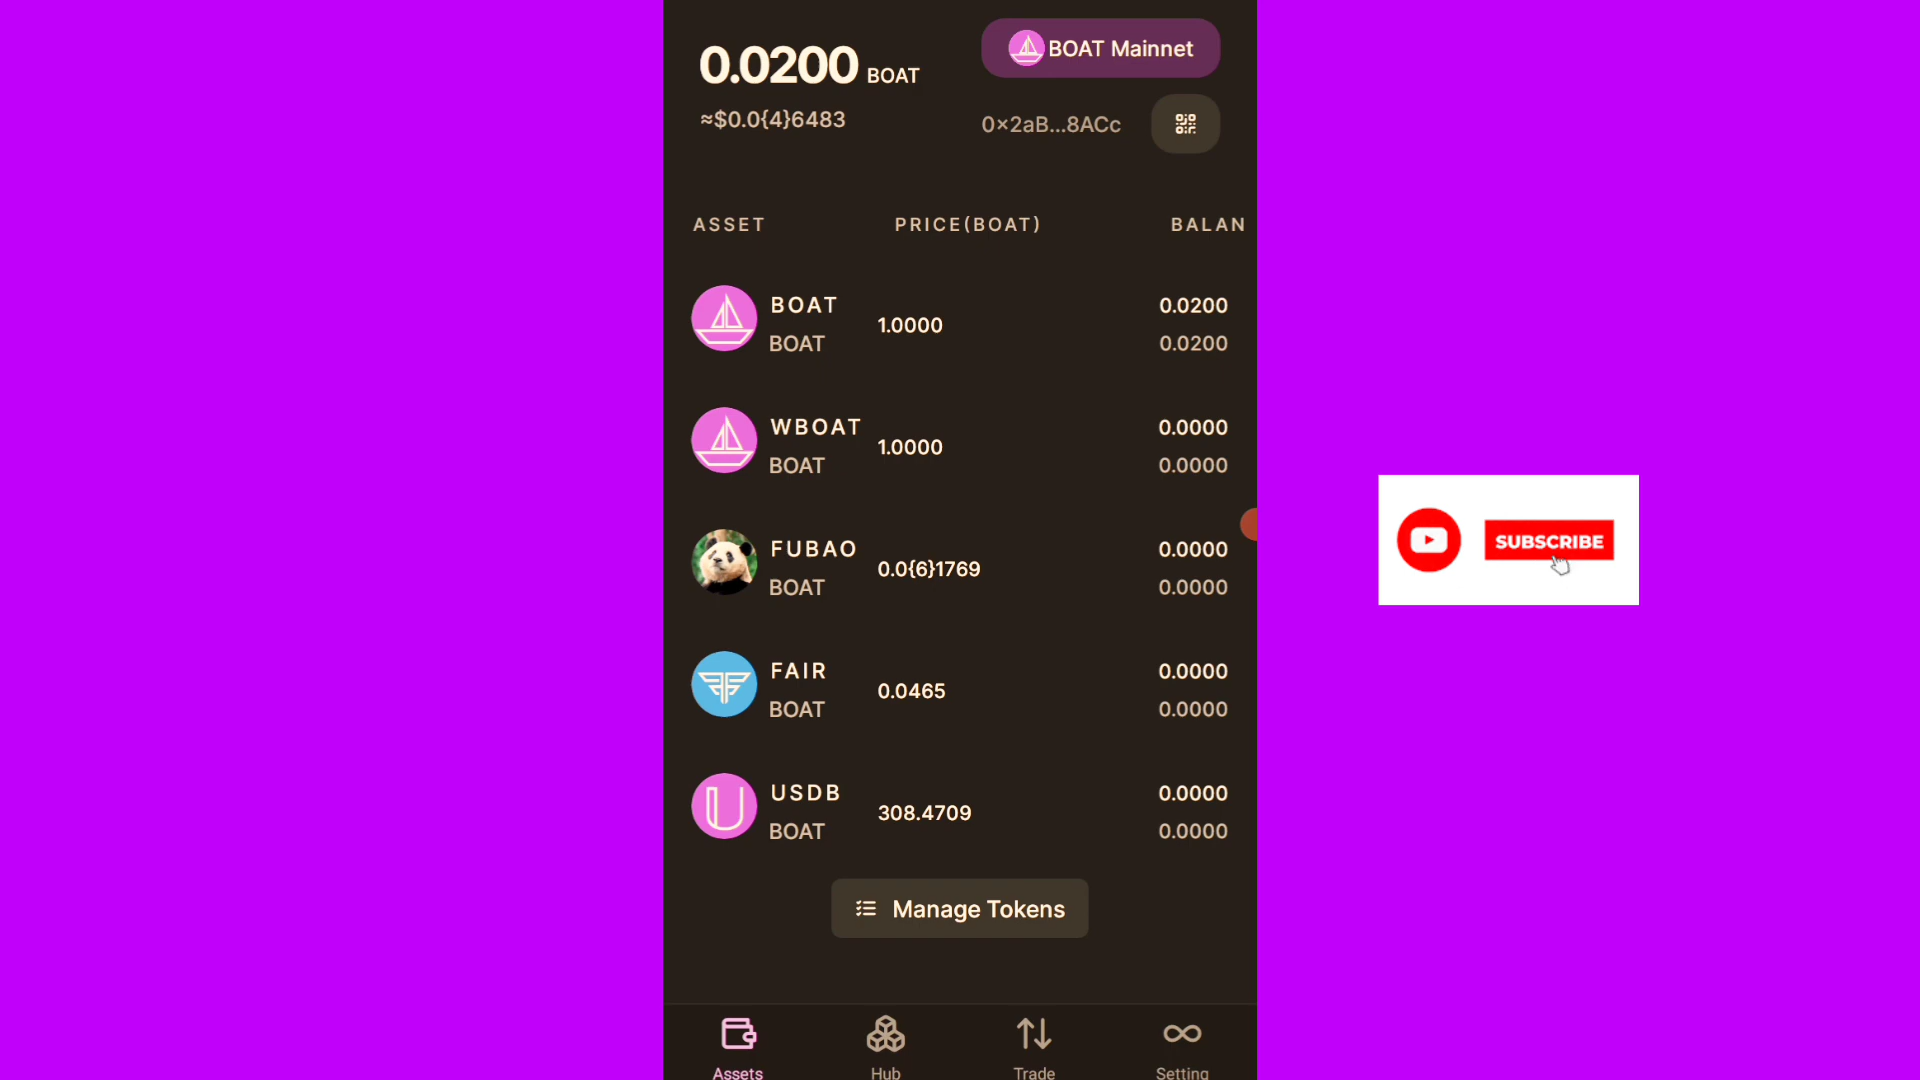 0.0200 BOAT
BOAT Mainnet
≈$0.0{4}6483
0×2aB...8ACc
ASSET PRICE(BOAT) BALAN
BOAT
BOAT
1.0000
0.0200
0.0200
WBOAT
BOAT
1.0000
0.0000
0.0000
FUBAO
BOAT
0.0{6}1769
0.0000
0.0000
FAIR
BOAT
0.0465
0.0000
0.0000
USDB
BOAT
308.4709
0.0000
0.0000
SUBSCRIBE
Manage Tokens
Assets Hub Trade Setting